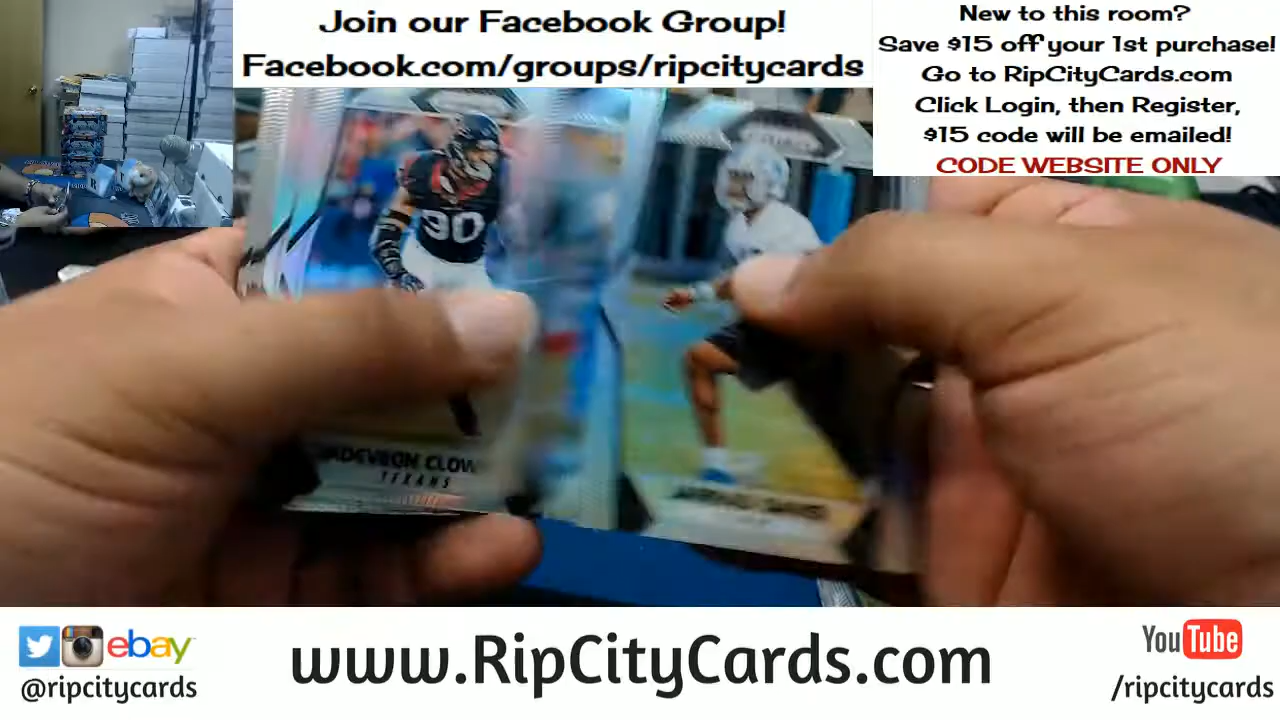 Join our Facebook Group!
Facebook.com/groups/ripcitycards
New to this room?
Save $15 off your 1st purchase!
Go to RipCityCards.com
Click Login, then Register,
$15 code will be emailed!
CODE WEBSITE ONLY
90
TEXANS
ebay
@ripcitycards
www.RipCityCards.com
YouTube
/ripcitycards